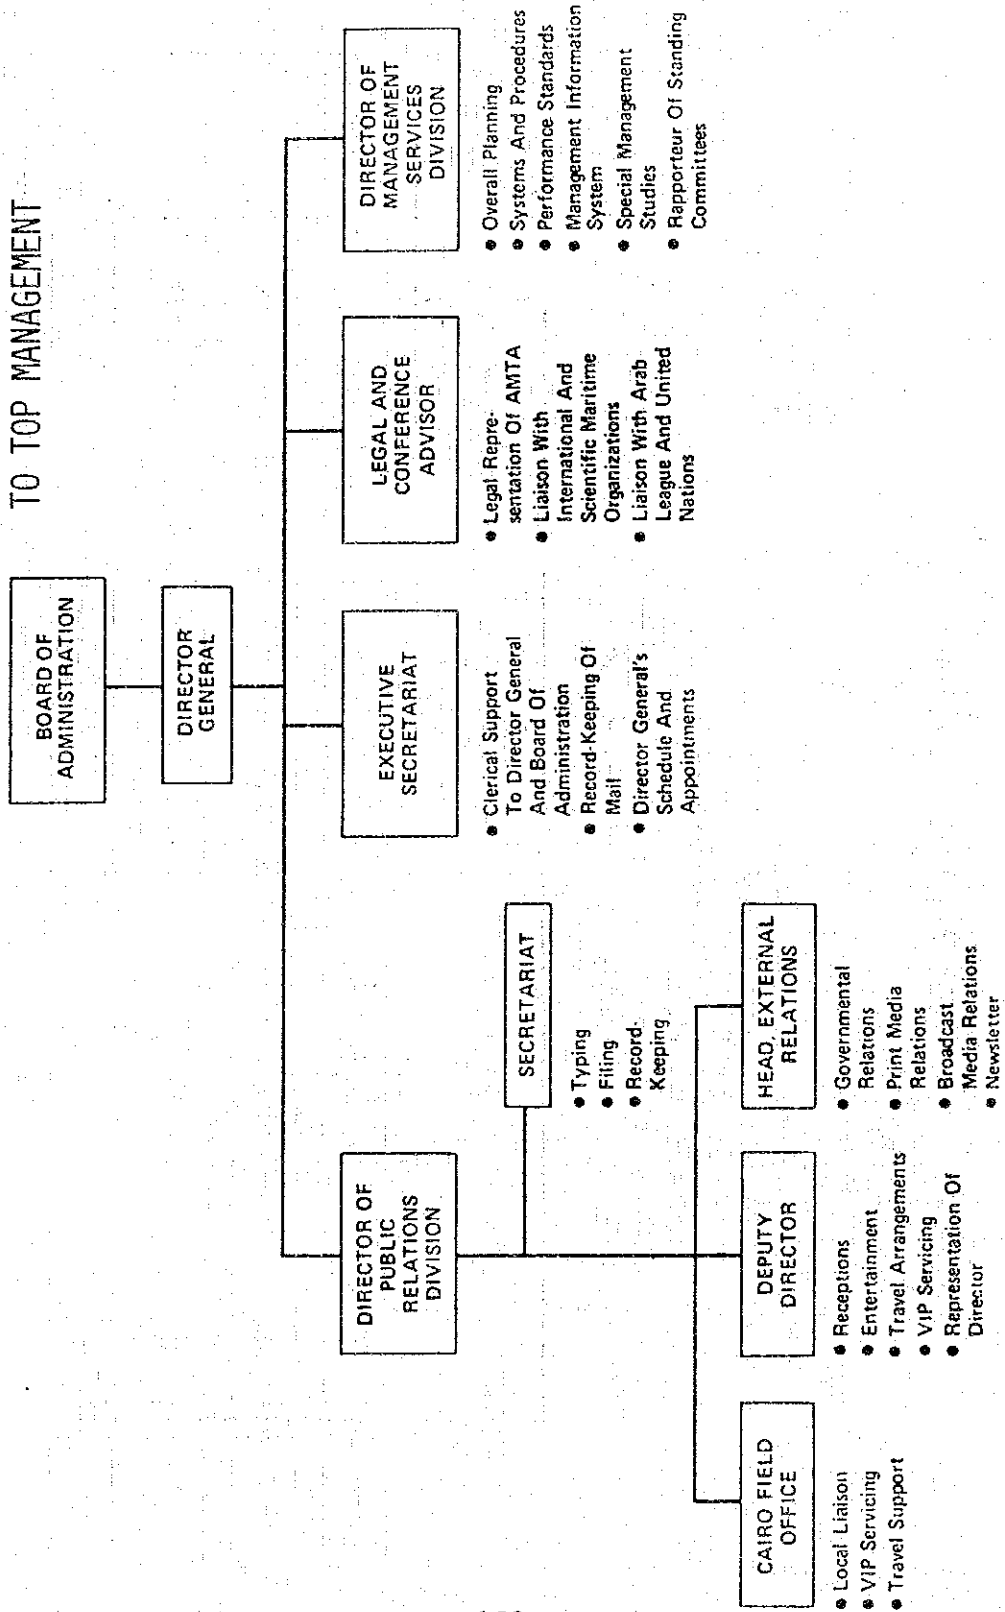 TO TOP MANAGEMENT
BOARD OF
ADMINISTRATION
DIRECTOR
GENERAL
DIRECTOR OF
PUBLIC
RELATIONS
DIVISION
EXECUTIVE
SECRETARIAT
LEGAL AND
CONFERENCE
ADVISOR
DIRECTOR OF
MANAGEMENT
SERVICES
DIVISION
● Clerical Support
To Director General
And Board Of
Administration
● Record-Keeping Of
Mail
● Director General's
Schedule And
Appointments
● Legal Repre-
sentation Of AMTA
● Liaison With
International And
Scientific Maritime
Organizations
● Liaison With Arab
League And United
Nations
● Overall Planning
● Systems And Procedures
● Performance Standards
● Management Information
System
● Special Management
Studies
● Rapporteur Of Standing
Committees
SECRETARIAT
● Typing
● Filing
● Record-
Keeping
CAIRO FIELD
OFFICE
● Local Liaison
● VIP Servicing
● Travel Support
DEPUTY
DIRECTOR
● Receptions
● Entertainment
● Travel Arrangements
● VIP Servicing
● Representation Of
Director
HEAD, EXTERNAL
RELATIONS
● Governmental
Relations
● Print Media
Relations
● Broadcast
Media Relations
● Newsletter